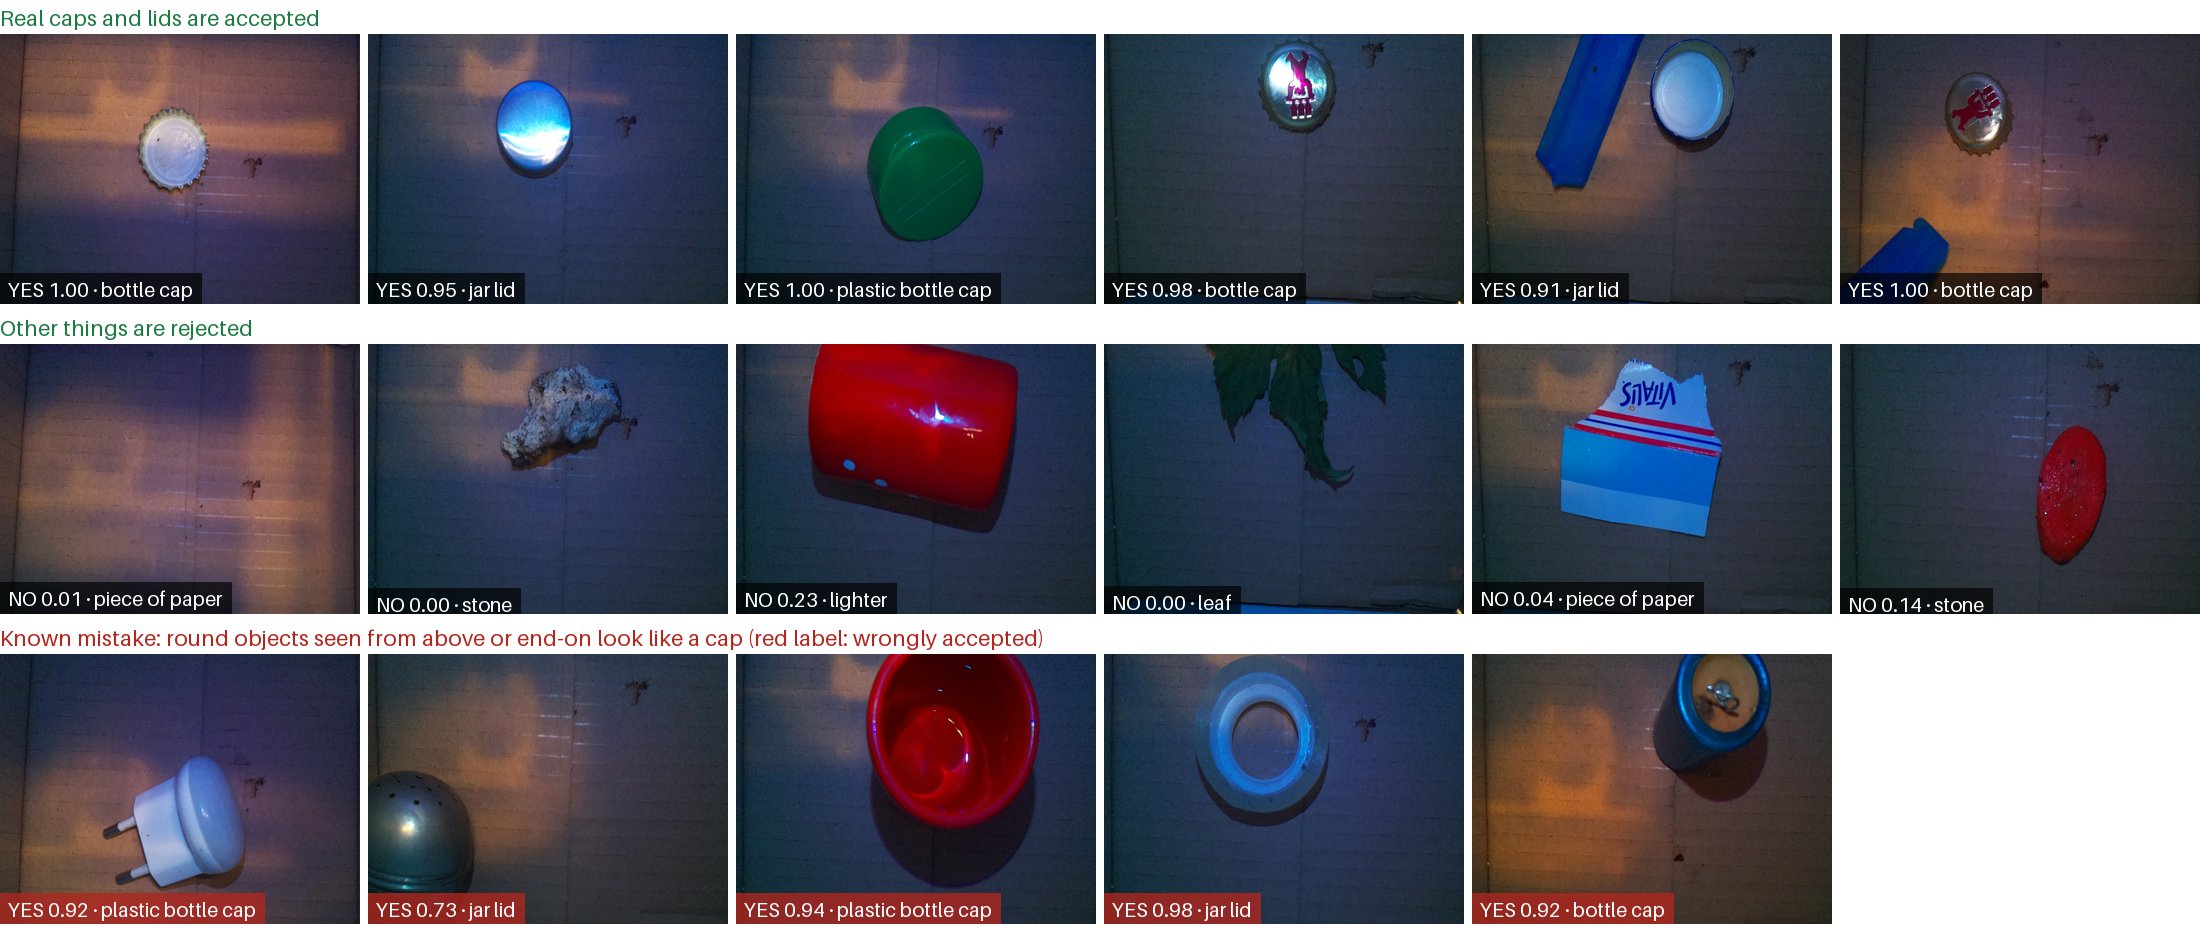 Real caps and lids are accepted
YES 1.00 · bottle cap
YES 0.95 · jar lid
YES 1.00 · plastic bottle cap
YES 0.98 · bottle cap
YES 0.91 · jar lid
YES 1.00 · bottle cap
Other things are rejected
VITALIS
NO 0.01 · piece of paper
NO 0.00 · stone
NO 0.23 · lighter
NO 0.00 · leaf
NO 0.04 · piece of paper
NO 0.14 · stone
Known mistake: round objects seen from above or end-on look like a cap (red label: wrongly accepted)
YES 0.92 · plastic bottle cap
YES 0.73 · jar lid
YES 0.94 · plastic bottle cap
YES 0.98 · jar lid
YES 0.92 · bottle cap